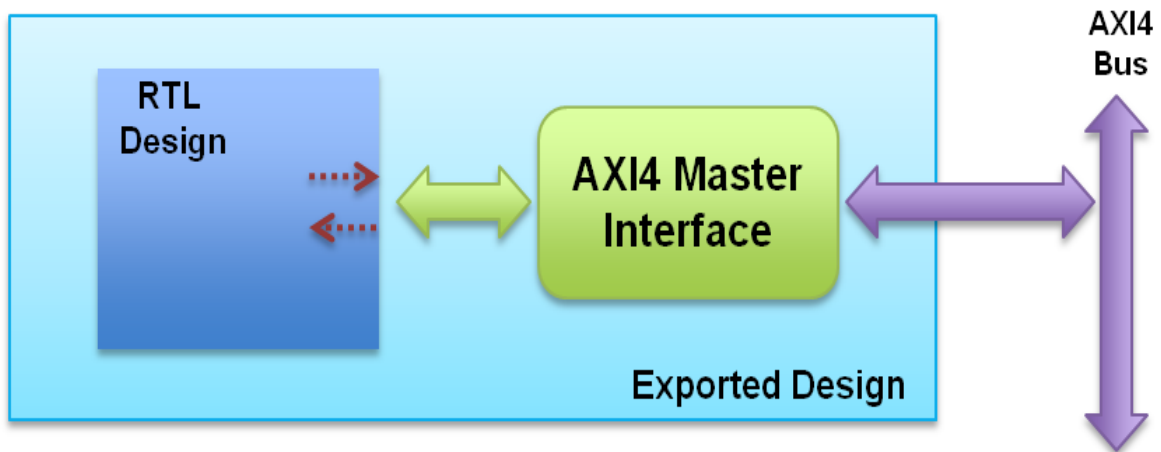 AXI4
Bus
RTL
Design
AXI4 Master
Interface
Exported Design